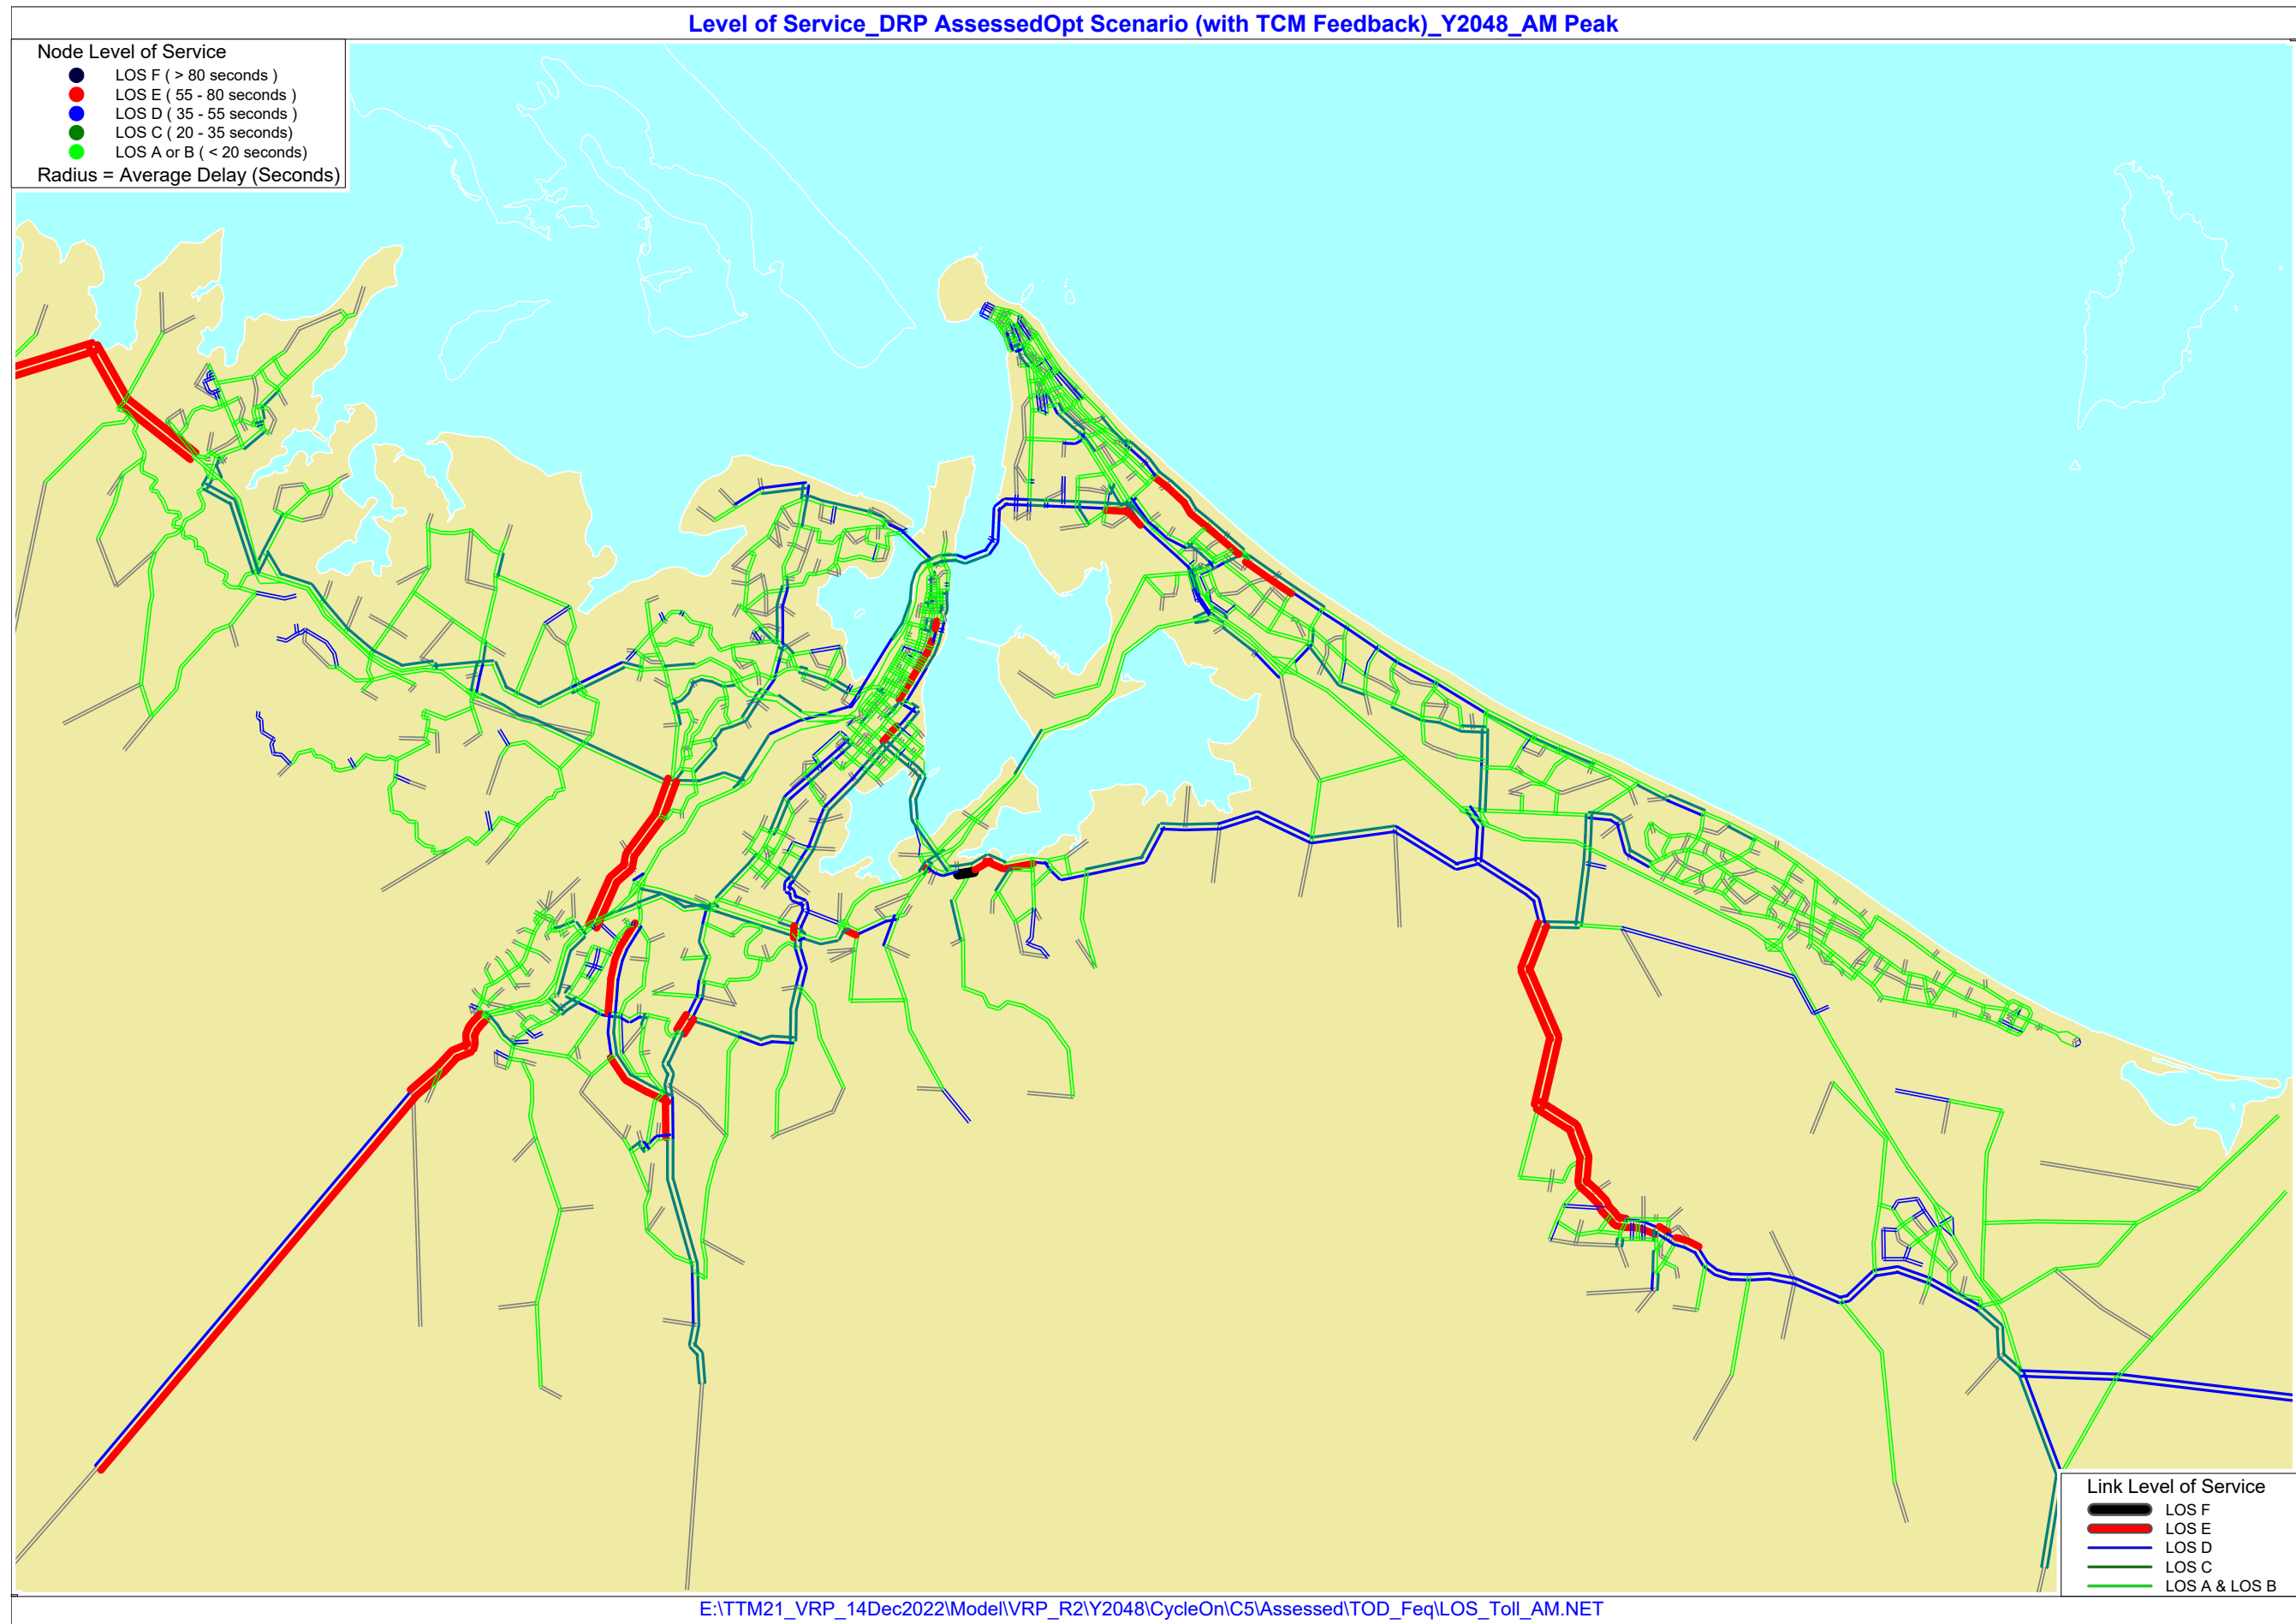 Level of Service_DRP AssessedOpt Scenario (with TCM Feedback)_Y2048_AM Peak
Node Level of Service
LOS F ( > 80 seconds )
LOS E ( 55 - 80 seconds )
LOS D ( 35 - 55 seconds )
LOS C ( 20 - 35 seconds)
LOS A or B ( < 20 seconds)
Radius = Average Delay (Seconds)
Link Level of Service
LOS F
LOS E
LOS D
LOS C
LOS A & LOS B
E:\TTM21_VRP_14Dec2022\Model\VRP_R2\Y2048\CycleOn\C5\Assessed\TOD_Feq\LOS_Toll_AM.NET